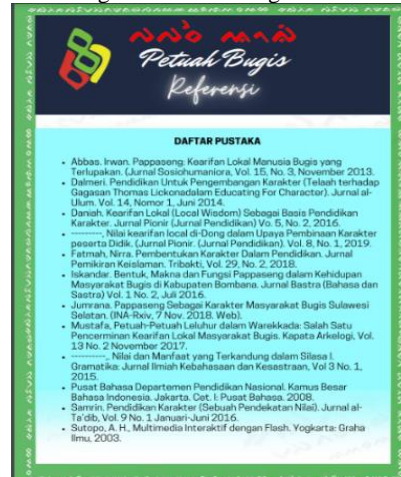 Petuah Bugis
Referensi
DAFTAR PUSTAKA
• Abbas. Irwan. Pappaseng: Kearifan Lokal Manusia Bugis yang
Terlupakan. (Jurnal Sosiohumaniora, Vol. 15, No. 3, November 2013.
• Dalmeri. Pendidikan Untuk Pengembangan Karakter (Telaah terhadap
Gagasan Thomas Lickonadalam Educating For Character). Jurnal al-
Ulum. Vol. 14, Nomor 1, Juni 2014.
• Daniah. Kearifan Lokal (Local Wisdom) Sebagai Basis Pendidikan
Karakter. Jurnal Pionir (Jurnal Pendidikan) Vo. 5, No. 2, 2016.
• ---------, Nilai kearifan local di-Dong dalam Upaya Pembinaan Karakter
peserta Didik. (Jurnal Pionir. (Jurnal Pendidikan). Vol. 8, No. 1, 2019.
• Fatmah, Nirra. Pembentukan Karakter Dalam Pendidikan. Jurnal
Pemikiran Keislaman. Tribakti, Vol. 29, No. 2, 2018.
• Iskandar. Bentuk, Makna dan Fungsi Pappaseng dalam Kehidupan
Masyarakat Bugis di Kabupaten Bombana. Jurnal Bastra (Bahasa dan
Sastra) Vol. 1 No. 2, Juli 2016.
• Jumrana. Pappaseng Sebagai Karakter Masyarakat Bugis Sulawesi
Selatan. (INA-Rxiv, 7 Nov. 2018. Web).
• Mustafa, Petuah-Petuah Leluhur dalam Warekkada: Salah Satu
Pencerminan Kearifan Lokal Masyarakat Bugis. Kapata Arkelogi, Vol.
13 No. 2 November 2017.
• ----------., Nilai dan Manfaat yang Terkandung dalam Silasa I.
Gramatika: Jurnal Ilmiah Kebahasaan dan Kesastraan, Vol 3 No. 1,
2015.
• Pusat Bahasa Departemen Pendidikan Nasional. Kamus Besar
Bahasa Indonesia. Jakarta. Cet. I: Pusat Bahasa. 2008.
• Samrin. Pendidikan Karakter (Sebuah Pendekatan Nilai). Jurnal al-
Ta'dib, Vol. 9 No. 1 Januari-Juni 2016.
• Sutopo, A. H., Multimedia Interaktif dengan Flash. Yogkarta: Graha
Ilmu, 2003.